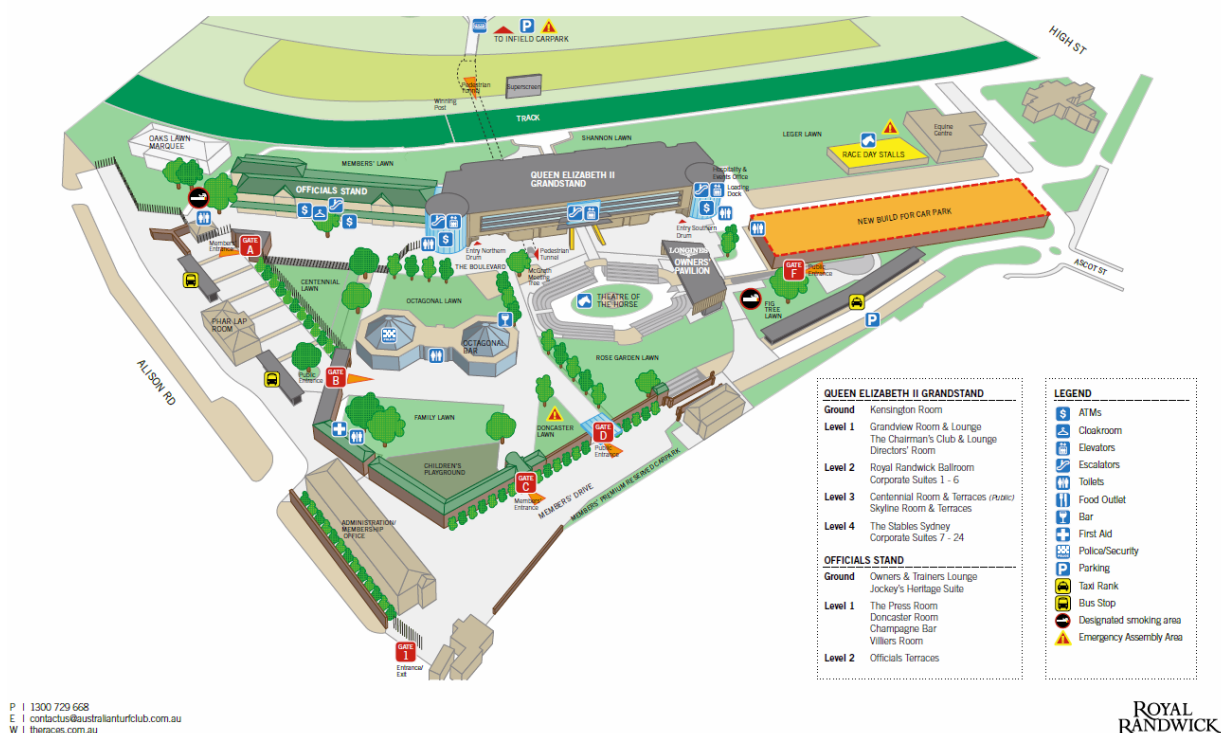 TO INFIELD CARPARK
HIGH ST
Pedestrian
Tunnel
Superscreen
Winning
Post
TRACK
OAKS LAWN
MARQUEE
MEMBERS' LAWN
SHANNON LAWN
LEGER LAWN
Equine
Centre
RACE DAY STALLS
OFFICIALS STAND
QUEEN ELIZABETH II
GRANDSTAND
Hospitality &
Events Office
Loading
Dock
NEW BUILD FOR CAR PARK
Members
Entrance
GATE
A
Entry Northern
Drum
THE BOULEVARD
Pedestrian
Tunnel
McGrath
Meeting
Tree
Entry Southern
Drum
LONGINES
OWNERS'
PAVILION
GATE
F
Public
Entrance
ASCOT ST
CENTENNIAL
LAWN
OCTAGONAL LAWN
THEATRE OF
THE HORSE
FIG
TREE
LAWN
PHAR LAP
ROOM
OCTAGONAL
BAR
ROSE GARDEN LAWN
ALISON RD
Public
Entrance
GATE
B
FAMILY LAWN
DONCASTER
LAWN
GATE
D
Public
Entrance
CHILDREN'S
PLAYGROUND
GATE
C
Members
Entrance
MEMBERS' DRIVE
MEMBERS' PREMIUM RESERVED CARPARK
ADMINISTRATION/
MEMBERSHIP
OFFICE
GATE
1
Entrance/
Exit
QUEEN ELIZABETH II GRANDSTAND
Ground Kensington Room
Level 1 Grandview Room & Lounge
The Chairman's Club & Lounge
Directors' Room
Level 2 Royal Randwick Ballroom
Corporate Suites 1 - 6
Level 3 Centennial Room & Terraces (Public)
Skyline Room & Terraces
Level 4 The Stables Sydney
Corporate Suites 7 - 24
OFFICIALS STAND
Ground Owners & Trainers Lounge
Jockey's Heritage Suite
Level 1 The Press Room
Doncaster Room
Champagne Bar
Villiers Room
Level 2 Officials Terraces
LEGEND
$ ATMs
Cloakroom
Elevators
Escalators
Toilets
Food Outlet
Bar
First Aid
Police/Security
P Parking
Taxi Rank
Bus Stop
Designated smoking area
Emergency Assembly Area
P | 1300 729 668
E | contactus@australianturfclub.com.au
W | theraces.com.au
ROYAL
RANDWICK